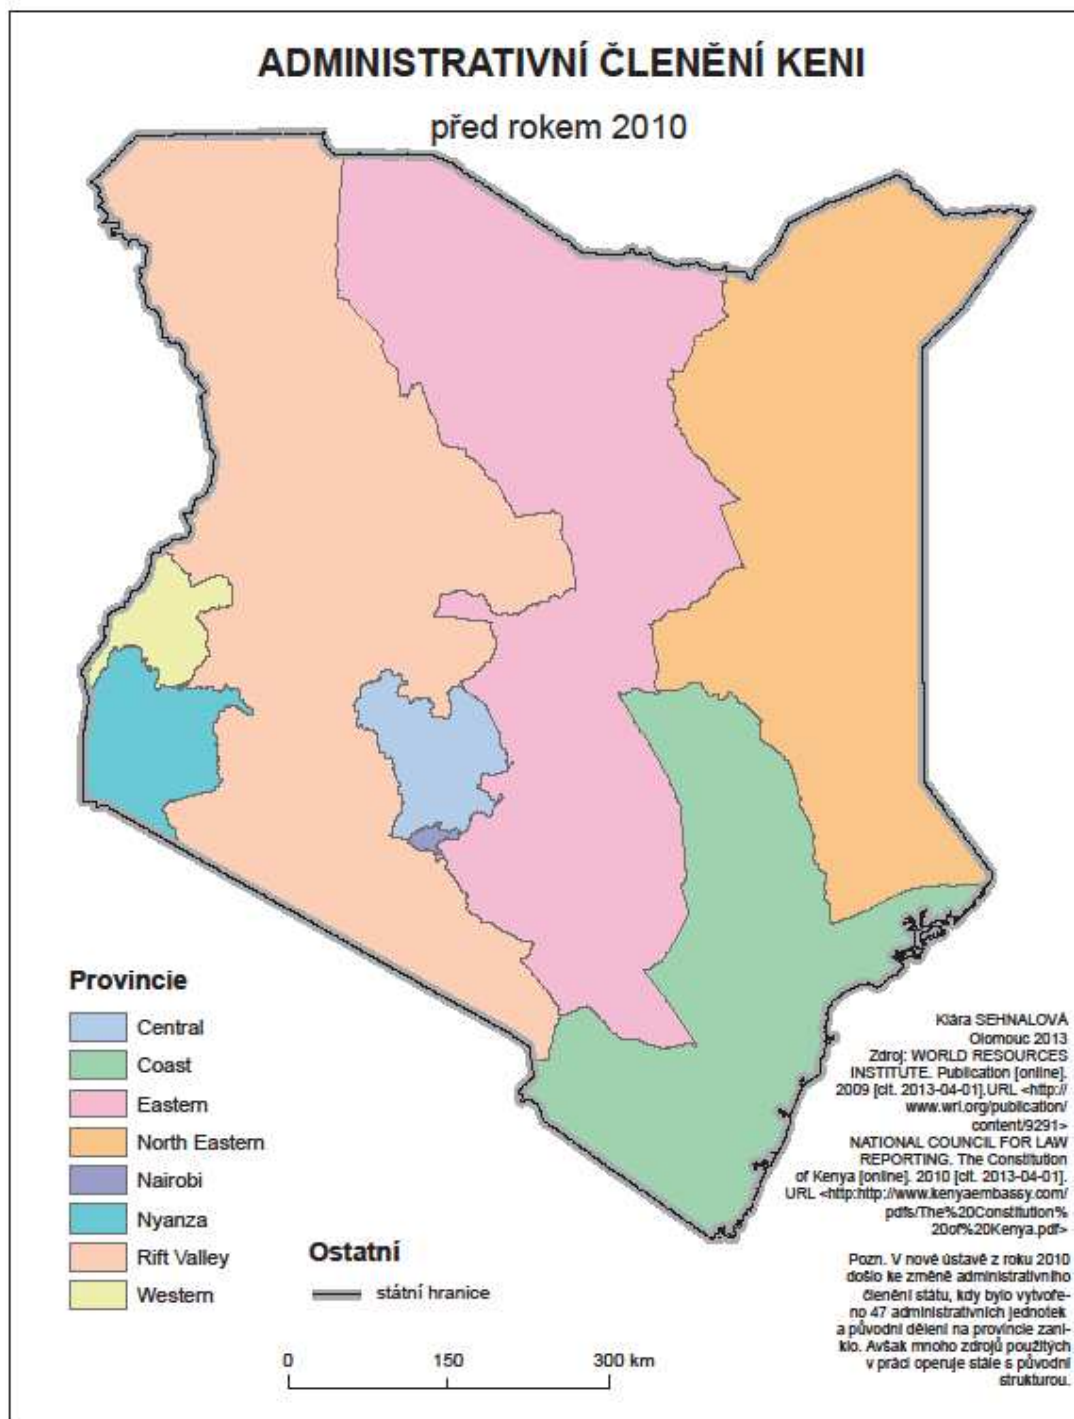 ADMINISTRATIVNÍ ČLENĚNÍ KENI
před rokem 2010
Provincie
Central
Coast
Eastern
North Eastern
Nairobi
Nyanza
Rift Valley
Western
Ostatní
státní hranice
0 150 300 km
Klára SEHNALOVÁ
Olomouc 2013
Zdroj: WORLD RESOURCES
INSTITUTE. Publication [online].
2009 [cit. 2013-04-01].URL <http://
www.wri.org/publication/
content/9291>
NATIONAL COUNCIL FOR LAW
REPORTING. The Constitution
of Kenya [online]. 2010 [cit. 2013-04-01].
URL <http:http://www.kenyaembassy.com/
pdfs/The%20Constitution%
20of%20Kenya.pdf>
Pozn. V nové ústavě z roku 2010
došlo ke změně administrativního
členění státu, kdy bylo vytvoře-
no 47 administrativních jednotek
a původní dělení na provincie zani-
klo. Avšak mnoho zdrojů použitých
v práci operuje stále s původní
strukturou.